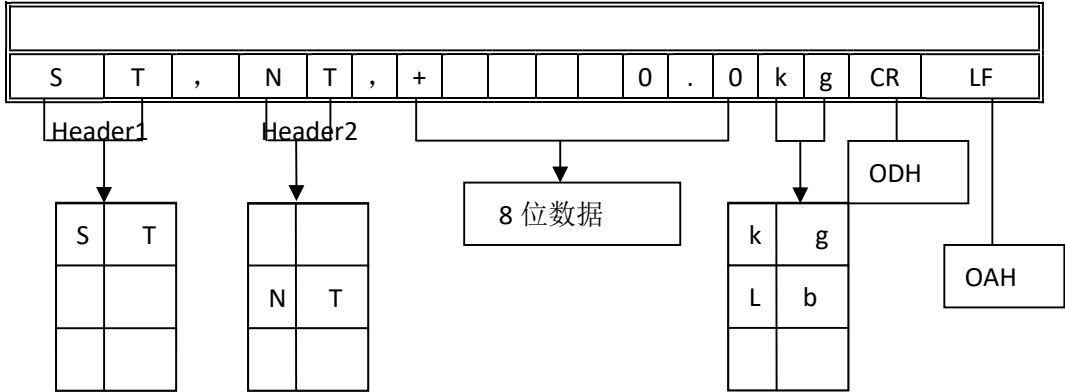 S T ， N T , + 0 . 0 k g CR LF
Header1 Header2
ODH
8 位数据
S T
k g
N T
L b
OAH